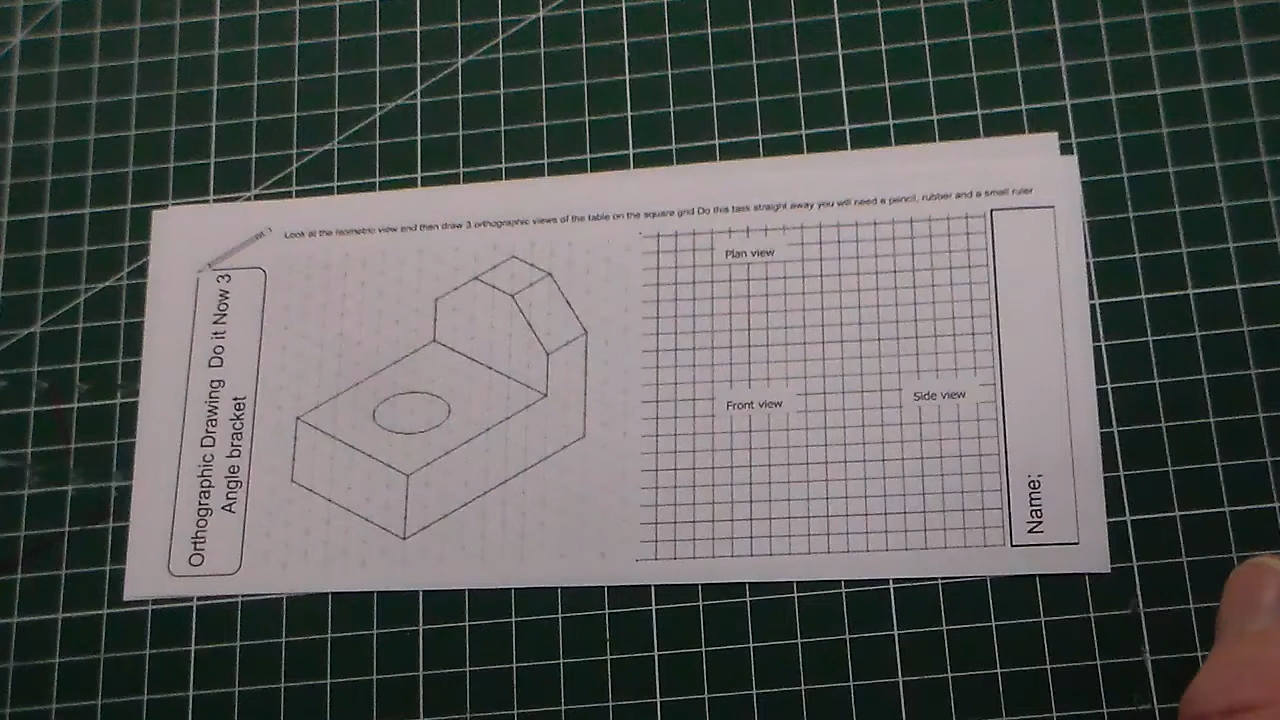 Look at the isometric view and then draw 3 orthographic views of the table on the square grid Do this task straight away you will need a pencil, rubber and a small ruler
Orthographic Drawing Do it Now 3
Angle bracket
Plan view
Front view
Side view
Name;